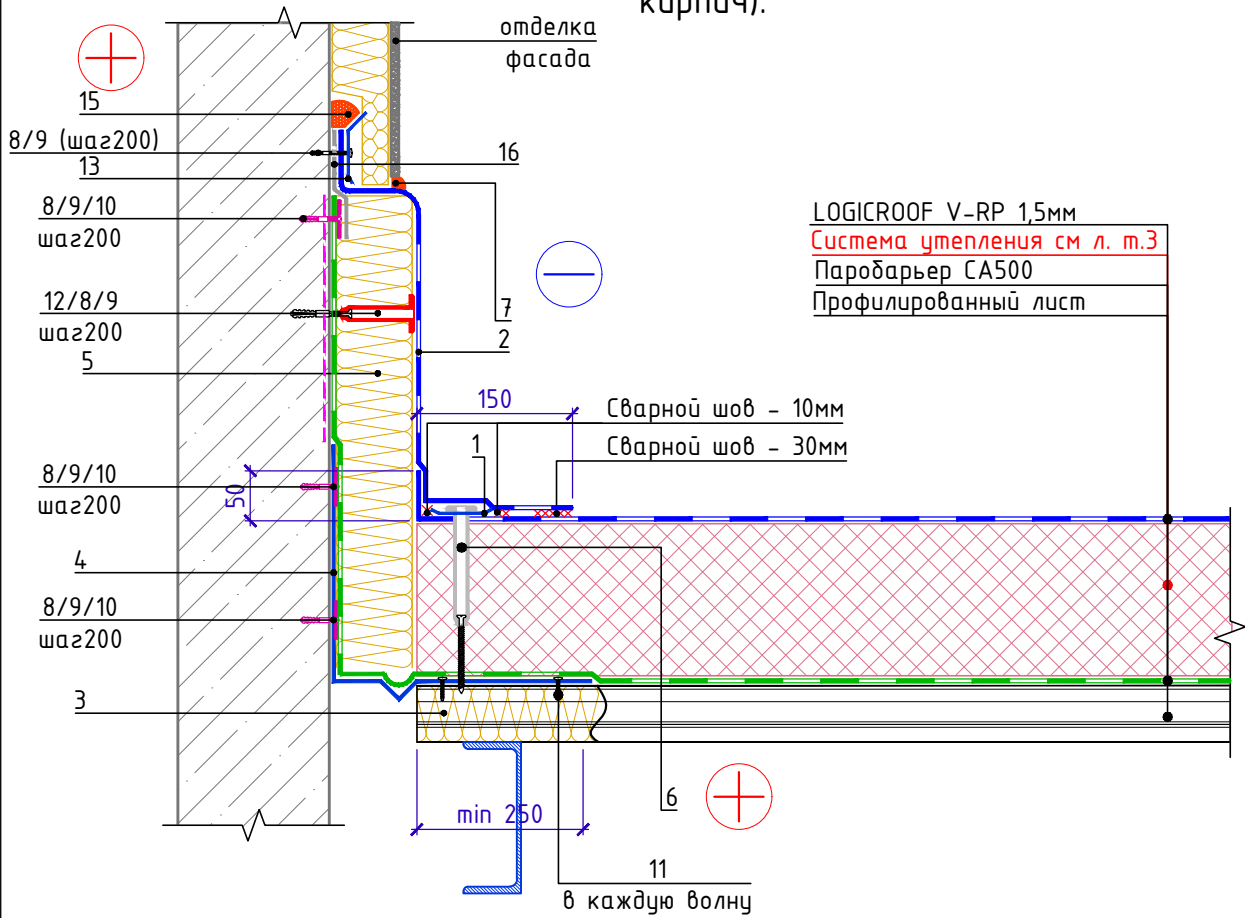 кирпич).
отделка
фасада
15
8/9 (шаг200)
13
16
8/9/10
шаг200
12/8/9
шаг200
5
7
2
LOGICROOF V-RP 1,5мм
Система утепления см л. т.3
Паробарьер СА500
Профилированный лист
150
Сварной шов - 10мм
1
Сварной шов - 30мм
8/9/10
шаг200
50
4
8/9/10
шаг200
3
min 250
6
11
в каждую волну